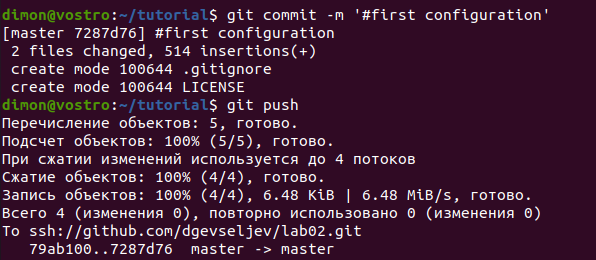 dimon@vostro:~/tutorial$ git commit -m '#first configuration'
[master 7287d76] #first configuration
 2 files changed, 514 insertions(+)
 create mode 100644 .gitignore
 create mode 100644 LICENSE
dimon@vostro:~/tutorial$ git push
Перечисление объектов: 5, готово.
Подсчет объектов: 100% (5/5), готово.
При сжатии изменений используется до 4 потоков
Сжатие объектов: 100% (4/4), готово.
Запись объектов: 100% (4/4), 6.48 KiB | 6.48 MiB/s, готово.
Всего 4 (изменения 0), повторно использовано 0 (изменения 0)
To ssh://github.com/dgevseljev/lab02.git
   79ab100..7287d76  master -> master